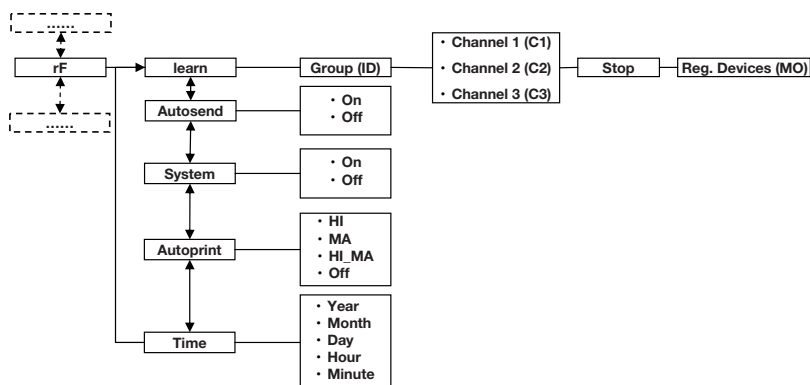 ......
rF
......
learn
Group (ID)
• Channel 1 (C1)
• Channel 2 (C2)
• Channel 3 (C3)
Stop
Reg. Devices (MO)
Autosend
• On
• Off
System
• On
• Off
Autoprint
• HI
• MA
• HI_MA
• Off
Time
• Year
• Month
• Day
• Hour
• Minute